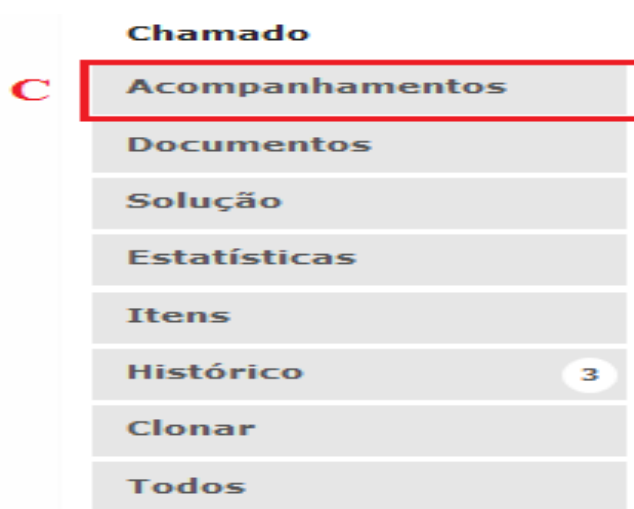 Chamado
C Acompanhamentos
Documentos
Solução
Estatísticas
Itens
Histórico 3
Clonar
Todos